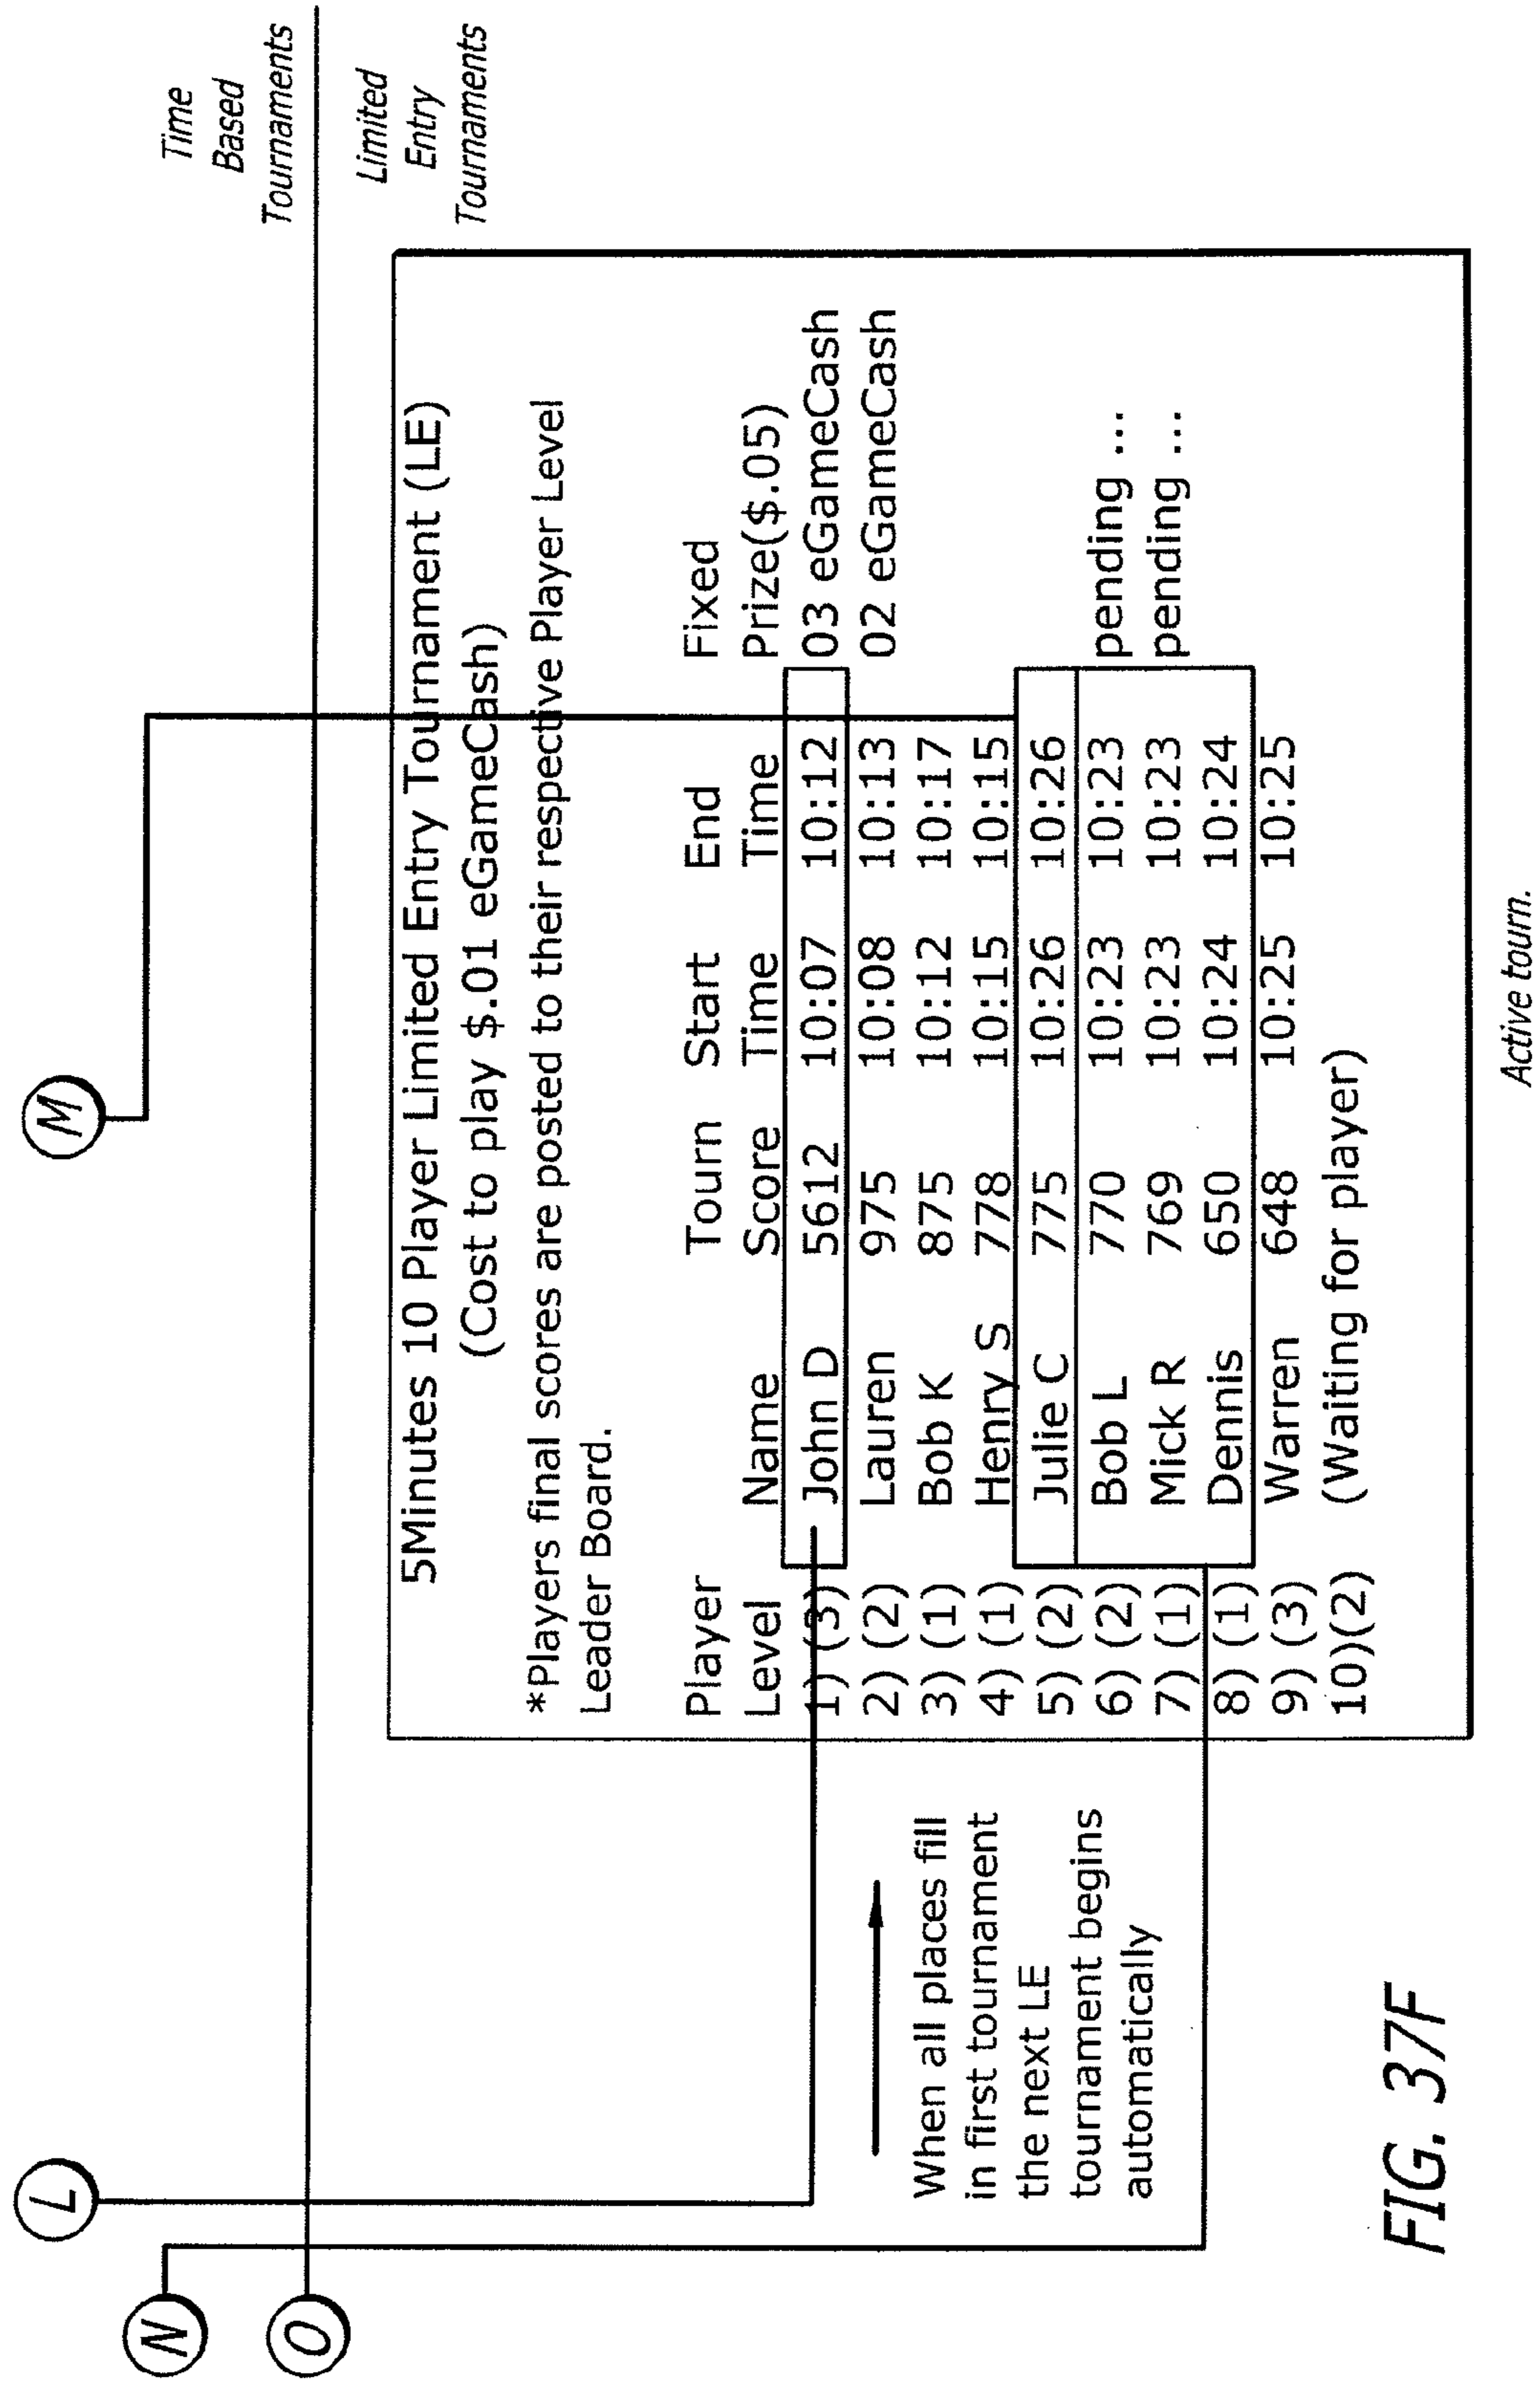 M
L
N
O
Time
Based
Tournaments
Limited
Entry
Tournaments
5Minutes 10 Player Limited Entry Tournament (LE)
(Cost to play $.01 eGameCash)
*Players final scores are posted to their respective Player Level
Leader Board.
Player Tourn Start End Fixed
Level Name Score Time Time Prize($.05)
1) (3) John D 5612 10:07 10:12 03 eGameCash
2) (2) Lauren 975 10:08 10:13 02 eGameCash
3) (1) Bob K 875 10:12 10:17
4) (1) Henry S 778 10:15 10:15
5) (2) Julie C 775 10:26 10:26
6) (2) Bob L 770 10:23 10:23 pending ...
7) (1) Mick R 769 10:23 10:23 pending ...
8) (1) Dennis 650 10:24 10:24
9) (3) Warren 648 10:25 10:25
10)(2) (Waiting for player)
When all places fill
in first tournament
the next LE
tournament begins
automatically
Active tourn.
FIG. 37F